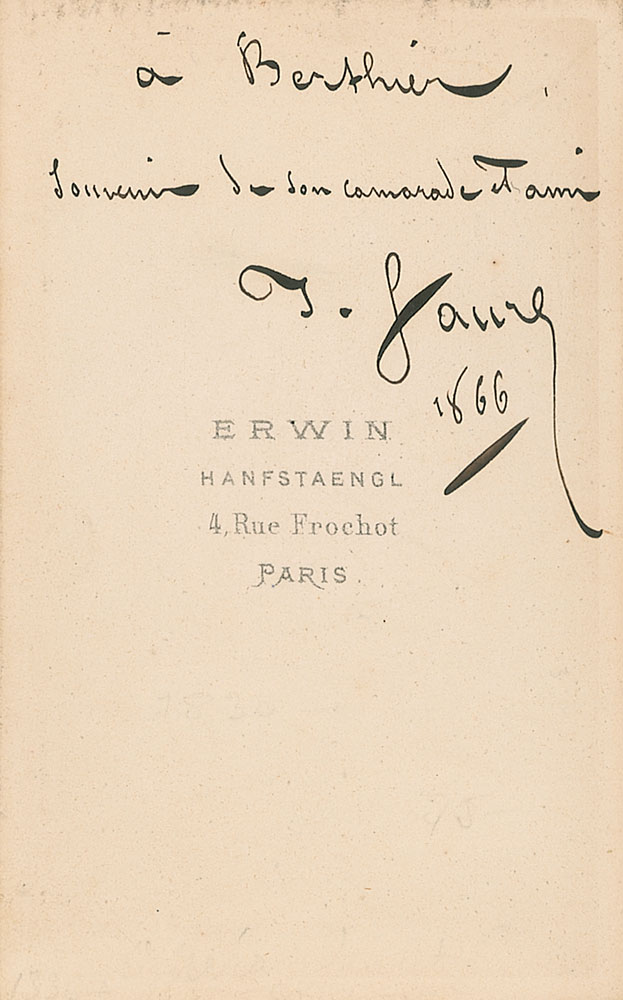 à Berthier,
Souvenir de son camarade et ami
J. Faure
1866
ERWIN
HANFSTAENGL
4, Rue Frochot
PARIS.